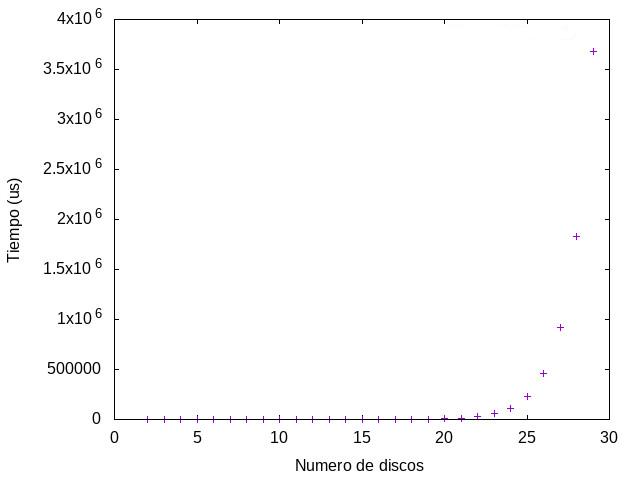 4x10 6
3.5x10 6
3x10 6
2.5x10 6
2x10 6
1.5x10 6
1x10 6
500000
0
Tiempo (us)
0 5 10 15 20 25 30
Numero de discos